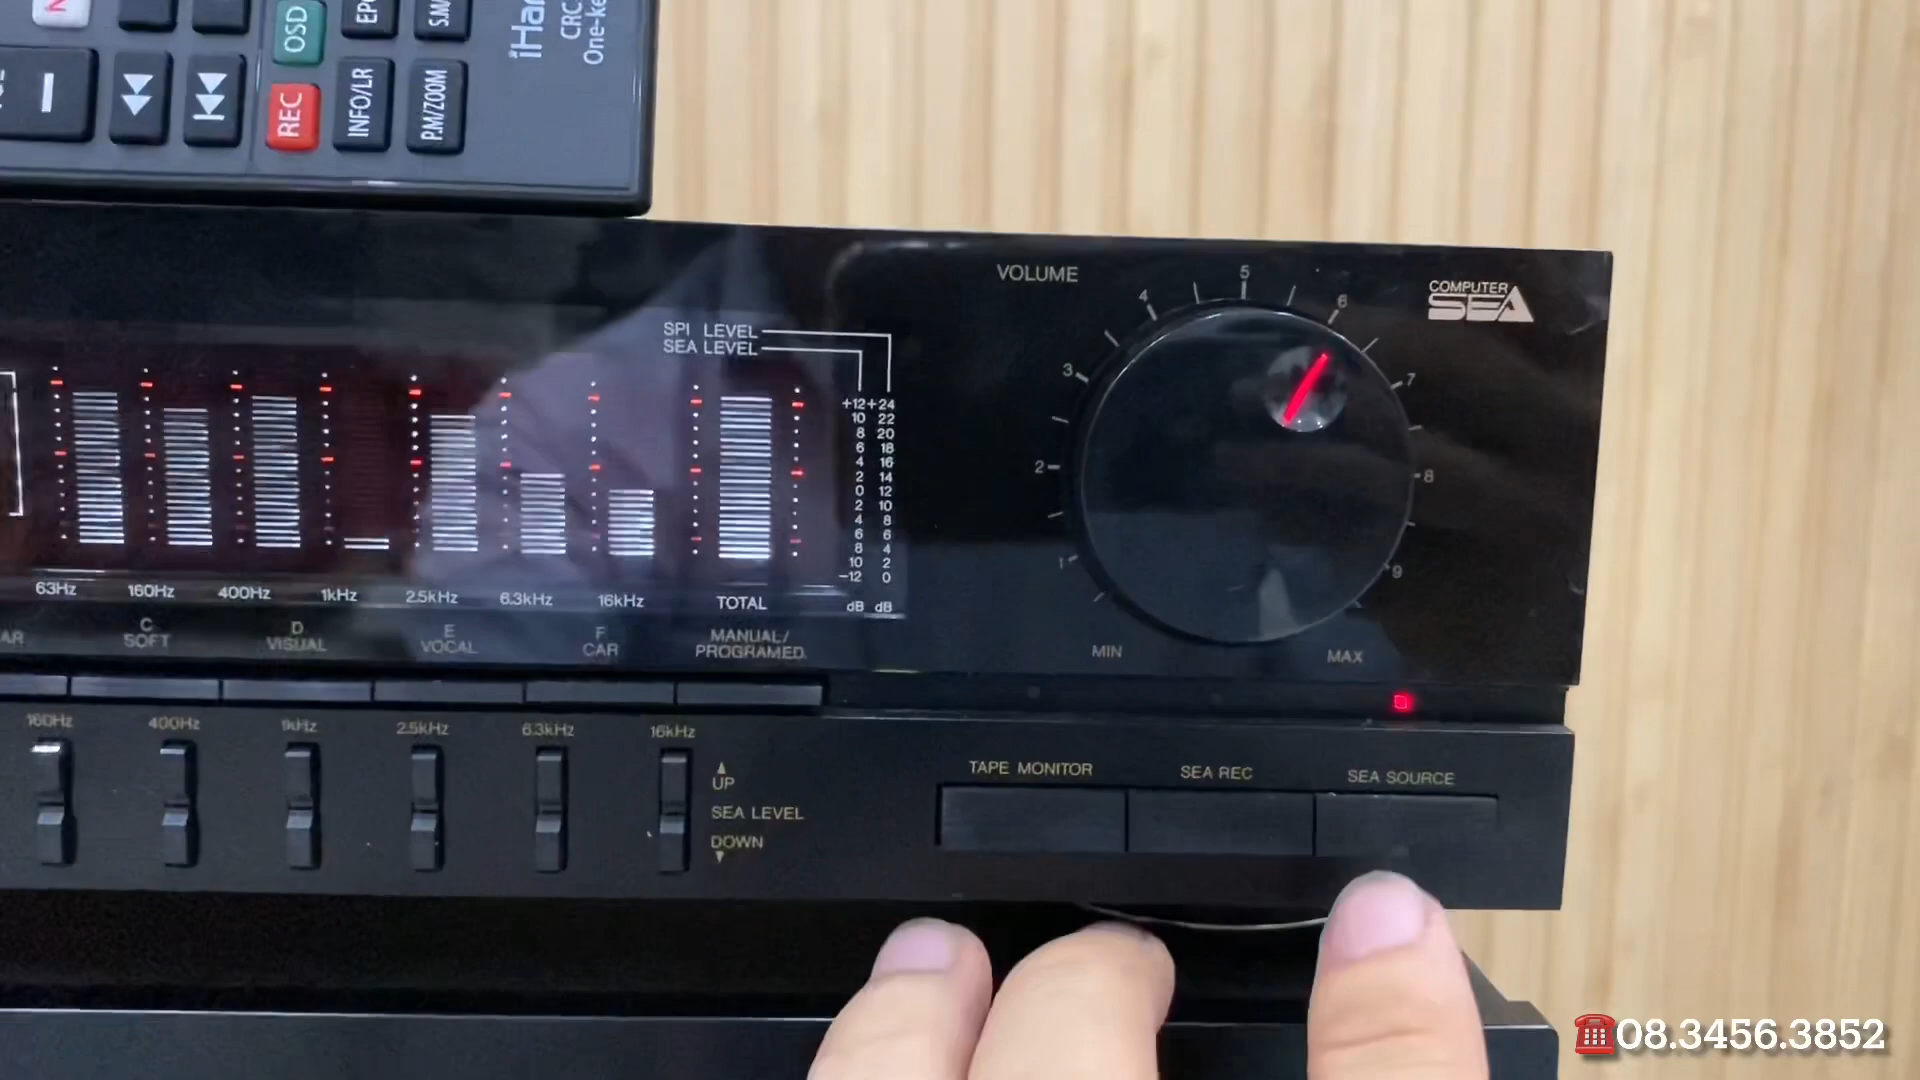 OSD
REC
INFO/LR
P.M/ZOOM
VOLUME
COMPUTER
SEA
SPI LEVEL
SEA LEVEL
1
2
3
4
5
6
7
8
9
MIN
MAX
+12 +24
10 22
8 20
6 18
4 16
2 14
0 12
2 10
4 8
6 6
8 4
10 2
-12 0
dB dB
63Hz 160Hz 400Hz 1kHz 2.5kHz 6.3kHz 16kHz TOTAL
C SOFT
D VISUAL
E VOCAL
F CAR
MANUAL/
PROGRAMED
160Hz 400Hz 1kHz 2.5kHz 6.3kHz 16kHz
UP
SEA LEVEL
DOWN
TAPE MONITOR
SEA REC
SEA SOURCE
08.3456.3852